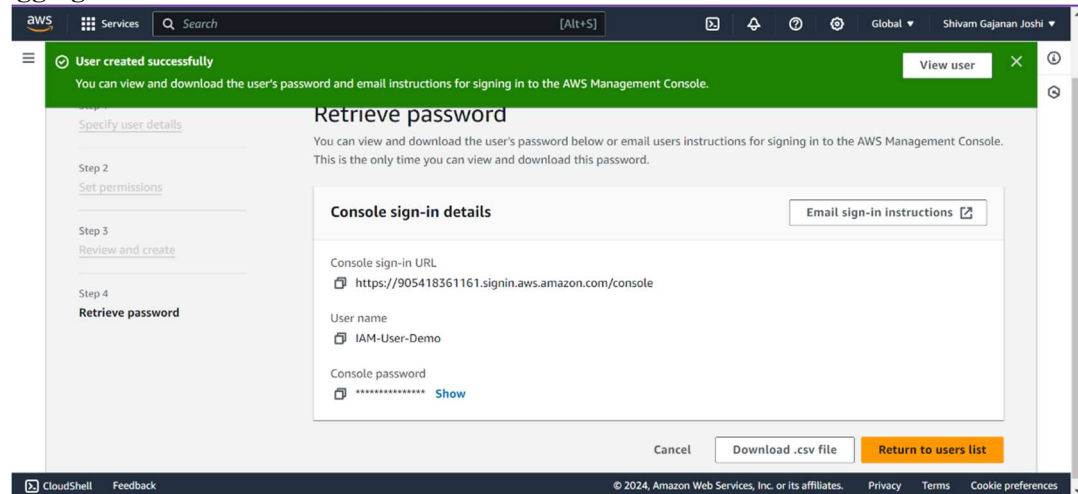 aws Services Search [Alt+S] Global Shivam Gajanan Joshi
User created successfully
View user
You can view and download the user's password and email instructions for signing in to the AWS Management Console.
Specify user details
Step 2
Set permissions
Step 3
Review and create
Step 4
Retrieve password
Retrieve password
You can view and download the user's password below or email users instructions for signing in to the AWS Management Console.
This is the only time you can view and download this password.
Console sign-in details
Email sign-in instructions
Console sign-in URL
https://905418361161.signin.aws.amazon.com/console
User name
IAM-User-Demo
Console password
*************** Show
Cancel Download .csv file Return to users list
CloudShell Feedback © 2024, Amazon Web Services, Inc. or its affiliates. Privacy Terms Cookie preferences